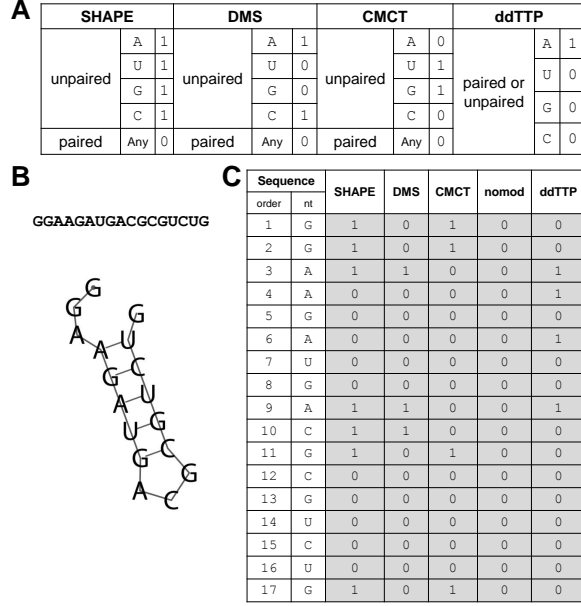 A
SHAPE DMS CMCT ddTTP
unpaired A 1 unpaired A 1 unpaired A 0 paired or unpaired A 1
U 1 U 0 U 1 U 0
G 1 G 0 G 1 G 0
C 1 C 1 C 0 C 0
paired Any 0 paired Any 0 paired Any 0
B
GGAAGAUGACGCGUCUG
G
G G
A U
A C
G U
A G
U C
G G
A C
C
Sequence SHAPE DMS CMCT nomod ddTTP
order nt
1 G 1 0 1 0 0
2 G 1 0 1 0 0
3 A 1 1 0 0 1
4 A 0 0 0 0 1
5 G 0 0 0 0 0
6 A 0 0 0 0 1
7 U 0 0 0 0 0
8 G 0 0 0 0 0
9 A 1 1 0 0 1
10 C 1 1 0 0 0
11 G 1 0 1 0 0
12 C 0 0 0 0 0
13 G 0 0 0 0 0
14 U 0 0 0 0 0
15 C 0 0 0 0 0
16 U 0 0 0 0 0
17 G 1 0 1 0 0